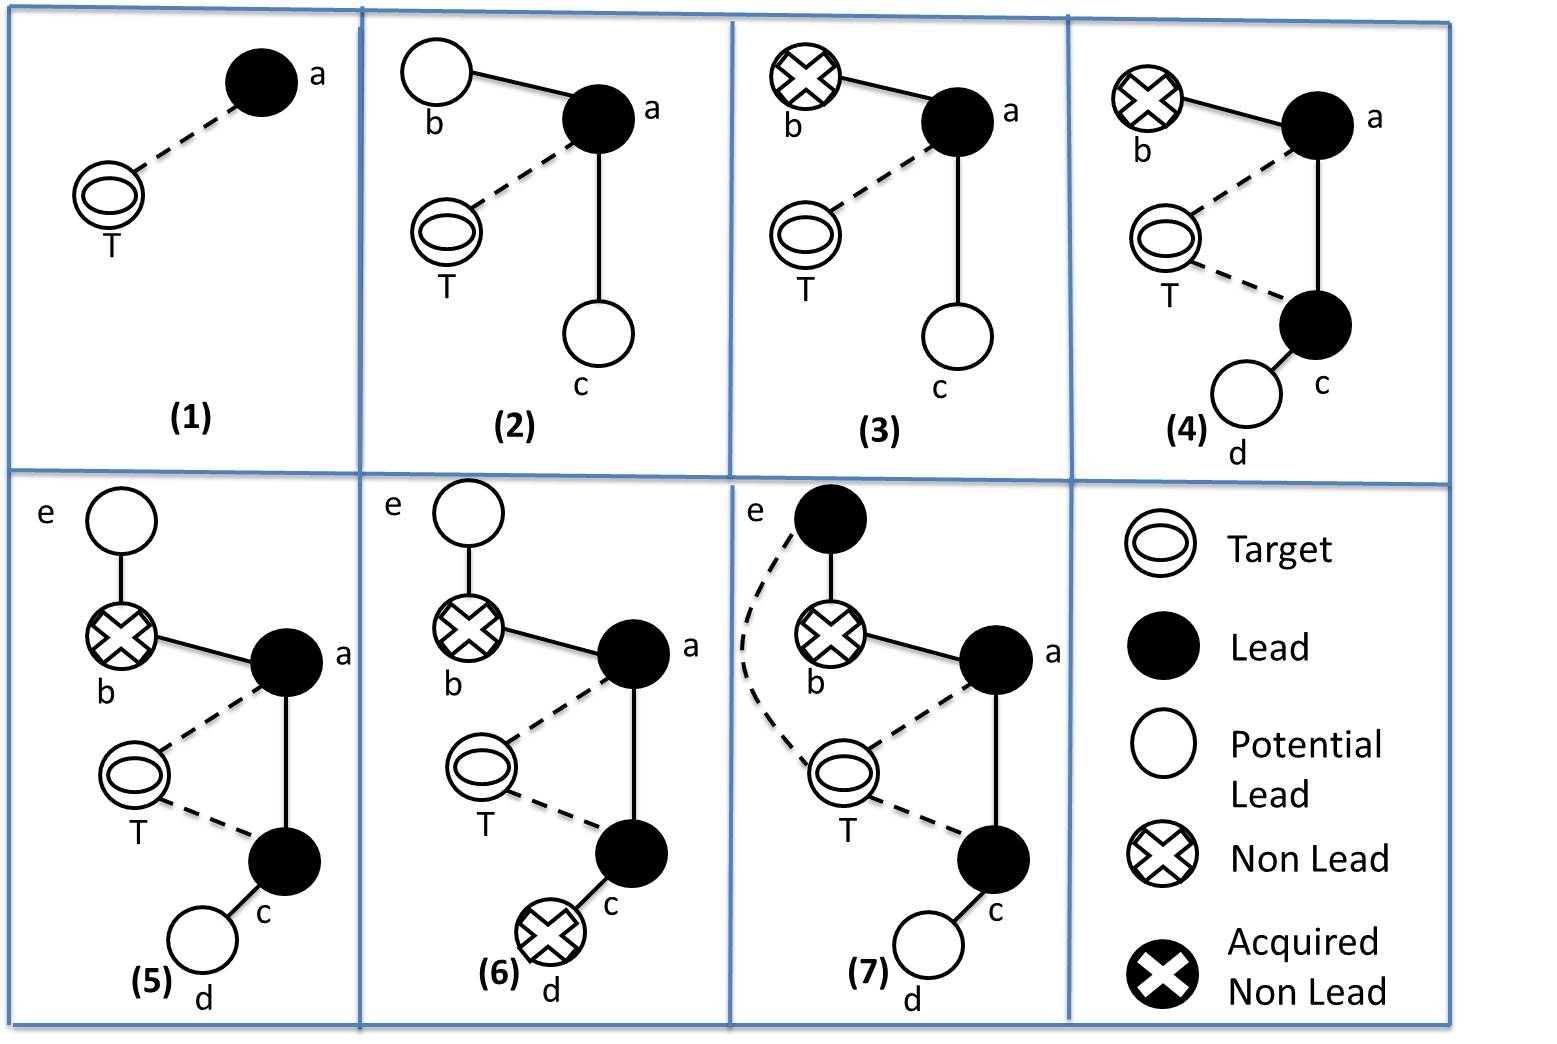 a
T
(1)
b
a
T
c
(2)
b
a
T
c
(3)
b
a
T
c
(4)
d
e
b
a
T
c
(5)
d
e
b
a
T
c
(6)
d
e
b
a
T
c
(7)
d
Target
Lead
Potential
Lead
Non Lead
Acquired
Non Lead